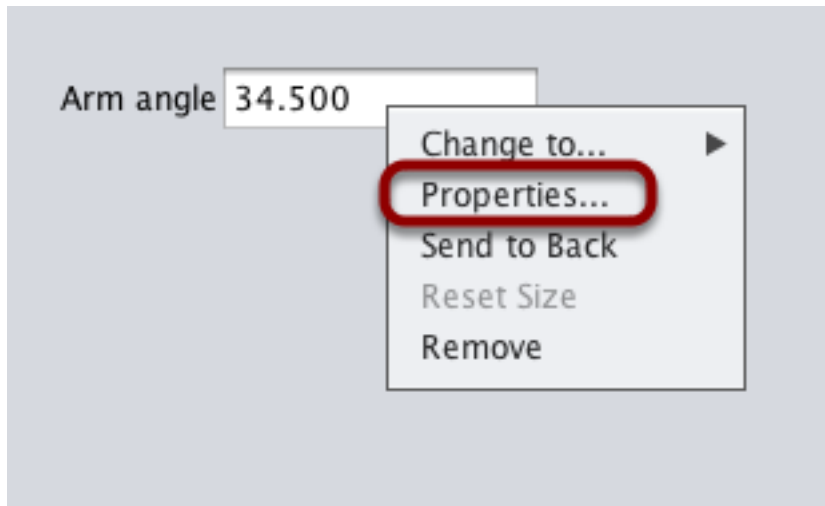 Arm angle 34.500
Change to...
Properties...
Send to Back
Reset Size
Remove